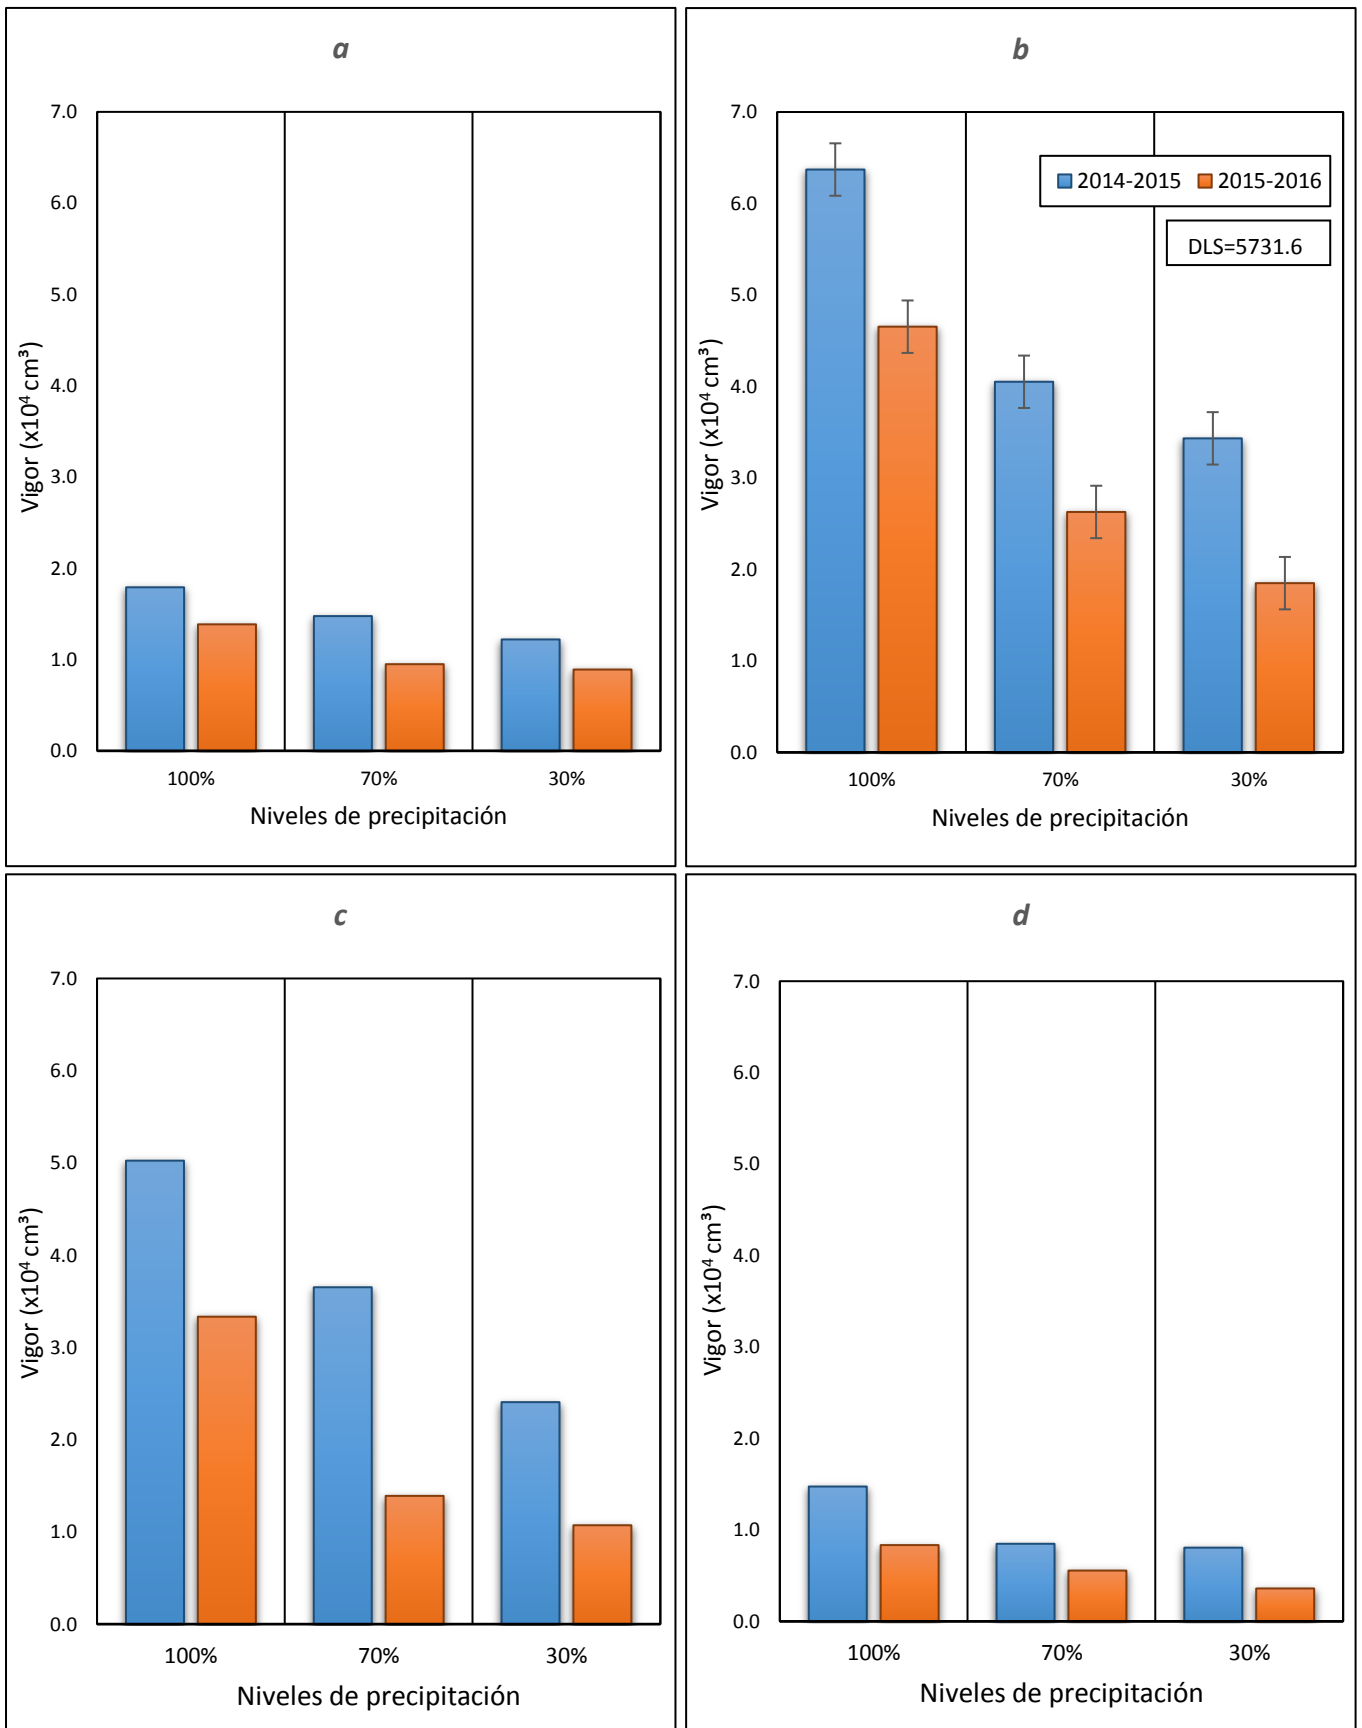 a
7.0
6.0
5.0
4.0
3.0
2.0
1.0
0.0
Vigor (x10⁴ cm³)
100% 70% 30%
Niveles de precipitación
b
7.0
6.0
5.0
4.0
3.0
2.0
1.0
0.0
Vigor (x10⁴ cm³)
2014-2015 2015-2016
DLS=5731.6
100% 70% 30%
Niveles de precipitación
c
7.0
6.0
5.0
4.0
3.0
2.0
1.0
0.0
Vigor (x10⁴ cm³)
100% 70% 30%
Niveles de precipitación
d
7.0
6.0
5.0
4.0
3.0
2.0
1.0
0.0
Vigor (x10⁴ cm³)
100% 70% 30%
Niveles de precipitación